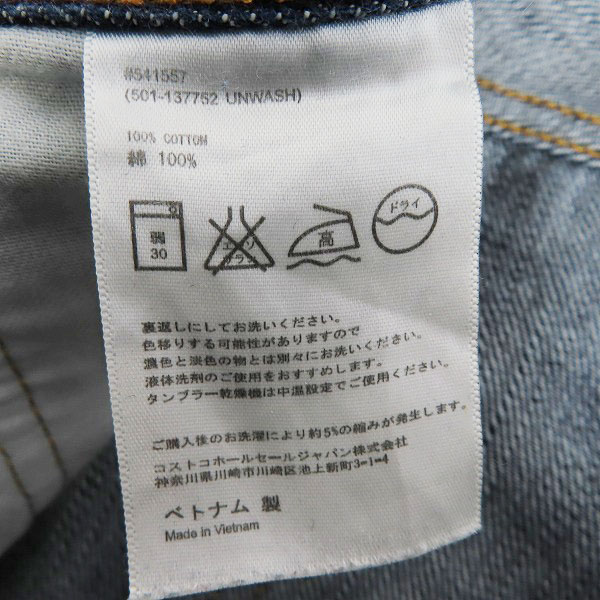 #541557
(501-137752 UNWASH)
100% COTTON
綿 100%
弱
30
エンソ
サラシ
高
ドライ
裏返しにしてお洗いください。
色移りする可能性がありますので
濃色と淡色の物とは別々にお洗いください。
液体洗剤のご使用をおすすめします。
タンブラー乾燥機は中温設定でご使用ください。
ご購入後のお洗濯により約5%の縮みが発生します。
コストコホールセールジャパン株式会社
神奈川県川崎市川崎区池上新町3-1-4
ベトナム 製
Made in Vietnam